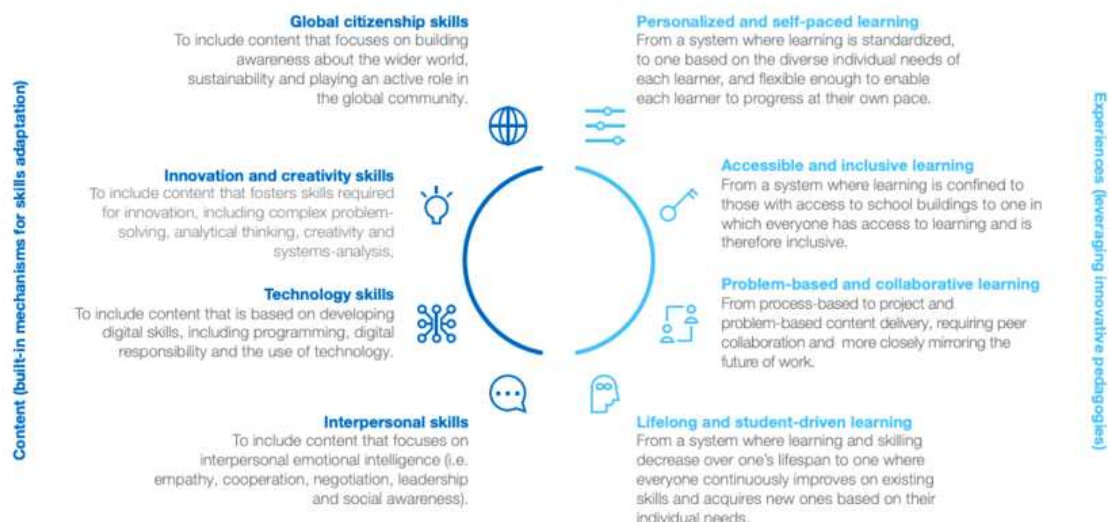 Content (built-in mechanisms for skills adaptation)
Global citizenship skills
To include content that focuses on building
awareness about the wider world,
sustainability and playing an active role in
the global community.
Innovation and creativity skills
To include content that fosters skills required
for innovation, including complex problem-
solving, analytical thinking, creativity and
systems-analysis.
Technology skills
To include content that is based on developing
digital skills, including programming, digital
responsibility and the use of technology.
Interpersonal skills
To include content that focuses on
interpersonal emotional intelligence (i.e.
empathy, cooperation, negotiation, leadership
and social awareness).
Personalized and self-paced learning
From a system where learning is standardized,
to one based on the diverse individual needs of
each learner, and flexible enough to enable
each learner to progress at their own pace.
Accessible and inclusive learning
From a system where learning is confined to
those with access to school buildings to one in
which everyone has access to learning and is
therefore inclusive.
Problem-based and collaborative learning
From process-based to project and
problem-based content delivery, requiring peer
collaboration and more closely mirroring the
future of work.
Lifelong and student-driven learning
From a system where learning and skilling
decrease over one's lifespan to one where
everyone continuously improves on existing
skills and acquires new ones based on their
individual needs.
Experiences (leveraging innovative pedagogies)